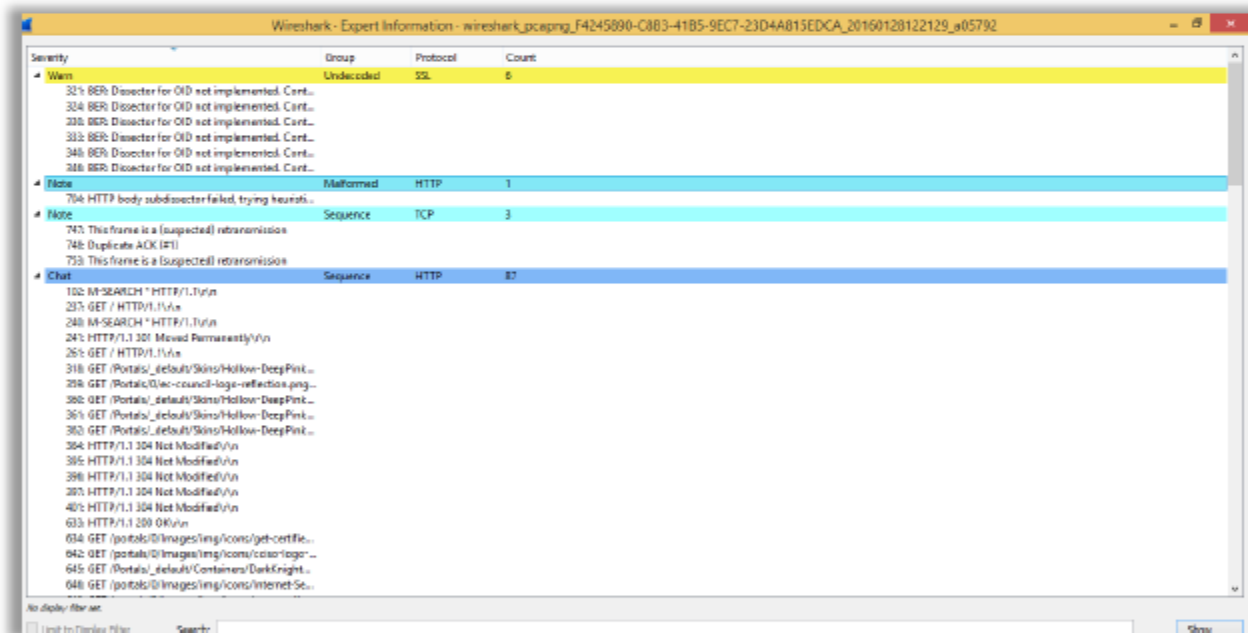 Wireshark - Expert Information - wireshark_pcapng_F4245890-C8B3-41B5-9EC7-23D4A815EDCA_20160128122129_a05792
Severity Group Protocol Count
Warn Undecoded SSL 6
321: BER: Dissector for OID not implemented. Cont...
324: BER: Dissector for OID not implemented. Cont...
330: BER: Dissector for OID not implemented. Cont...
333: BER: Dissector for OID not implemented. Cont...
340: BER: Dissector for OID not implemented. Cont...
BER: Dissector for OID not implemented. Cont...
Note Malformed HTTP 1
704: HTTP body subdissector failed, trying heuristi...
Note Sequence TCP 3
747: This frame is a (suspected) retransmission
748: Duplicate ACK (#1)
753: This frame is a (suspected) retransmission
Chat Sequence HTTP 87
102: M-SEARCH * HTTP/1.1\r\n
237: GET / HTTP/1.1\r\n
240: M-SEARCH * HTTP/1.1\r\n
241: HTTP/1.1 301 Moved Permanently\r\n
261: GET / HTTP/1.1\r\n
318: GET /Portals/_default/Skins/Hollow-DeepPink...
359: GET /Portals/0/ec-council-logo-reflection.png...
360: GET /Portals/_default/Skins/Hollow-DeepPink...
361: GET /Portals/_default/Skins/Hollow-DeepPink...
362: GET /Portals/_default/Skins/Hollow-DeepPink...
364: HTTP/1.1 304 Not Modified\r\n
395: HTTP/1.1 304 Not Modified\r\n
396: HTTP/1.1 304 Not Modified\r\n
397: HTTP/1.1 304 Not Modified\r\n
401: HTTP/1.1 304 Not Modified\r\n
633: HTTP/1.1 200 OK\r\n
634: GET /portals/0/Images/img/icons/get-certifie...
642: GET /portals/0/Images/img/icons/cciso-logo-...
645: GET /Portals/_default/Containers/DarkKnight...
648: GET /portals/0/Images/img/icons/Internet-Se...
No display filter set.
Limit to Display Filter Search: Show...